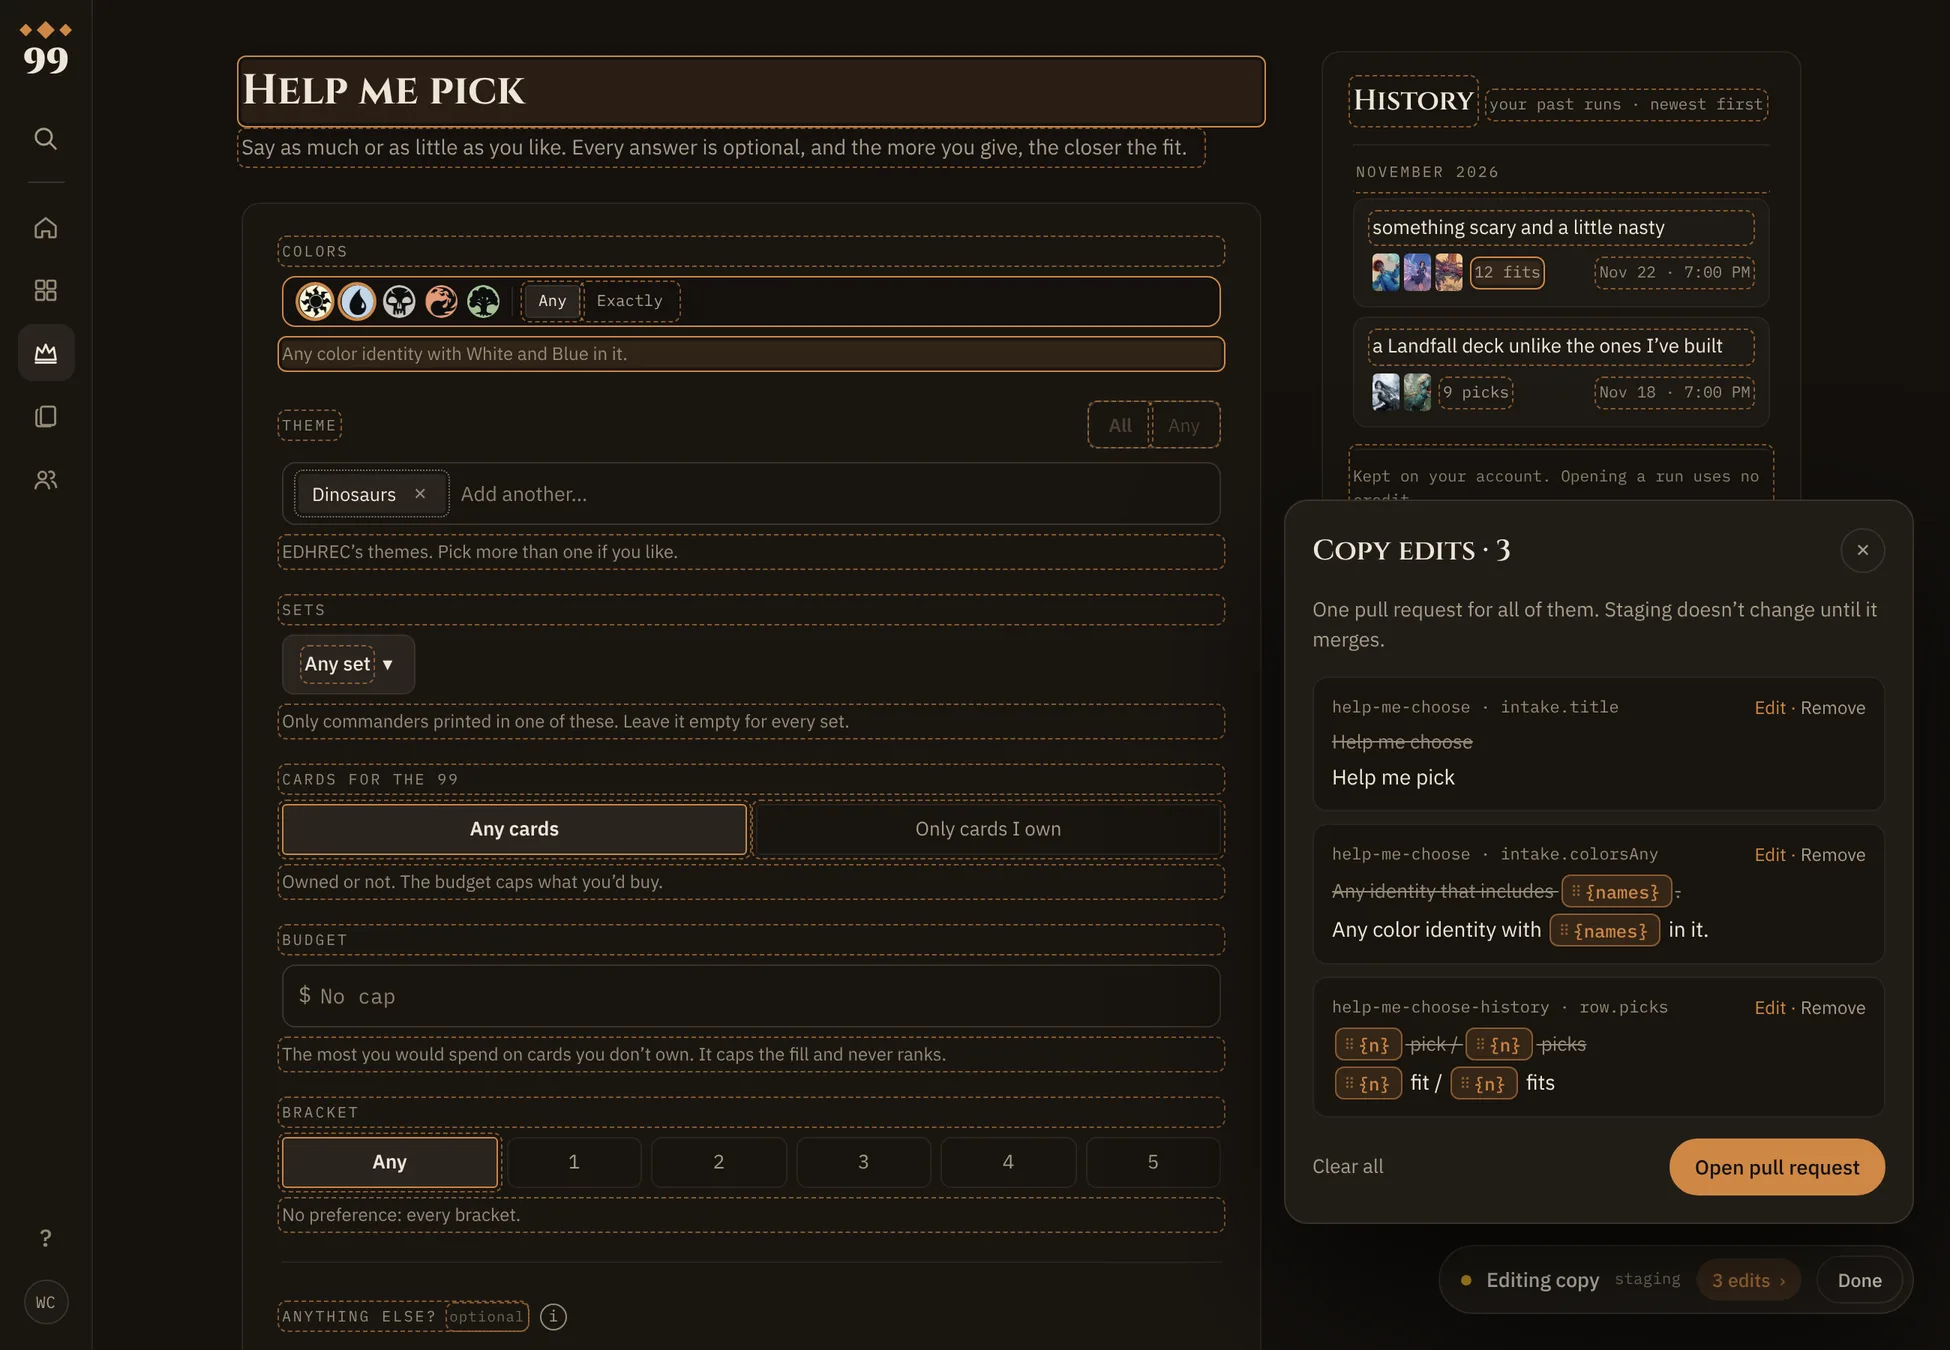 99
Help me pick
Say as much or as little as you like. Every answer is optional, and the more you give, the closer the fit.
COLORS
Any Exactly
Any color identity with White and Blue in it.
THEME
All Any
Dinosaurs × Add another...
EDHREC’s themes. Pick more than one if you like.
SETS
Any set ▼
Only commanders printed in one of these. Leave it empty for every set.
CARDS FOR THE 99
Any cards Only cards I own
Owned or not. The budget caps what you’d buy.
BUDGET
$ No cap
The most you would spend on cards you don’t own. It caps the fill and never ranks.
BRACKET
Any 1 2 3 4 5
No preference: every bracket.
ANYTHING ELSE? optional i
?
WC
History your past runs · newest first
NOVEMBER 2026
something scary and a little nasty
12 fits Nov 22 · 7:00 PM
a Landfall deck unlike the ones I’ve built
9 picks Nov 18 · 7:00 PM
Kept on your account. Opening a run uses no
credit
Copy edits · 3 ×
One pull request for all of them. Staging doesn’t change until it
merges.
help-me-choose · intake.title Edit · Remove
Help me choose
Help me pick
help-me-choose · intake.colorsAny Edit · Remove
Any identity that includes {names} .
Any color identity with {names} in it.
help-me-choose-history · row.picks Edit · Remove
{n} pick / {n} picks
{n} fit / {n} fits
Clear all Open pull request
Editing copy staging 3 edits › Done